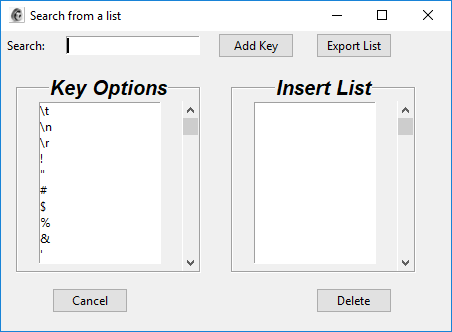 Search from a list
Search: Add Key Export List
Key Options Insert List
\t
\n
\r
!
"
#
$
%
&
'
Cancel Delete